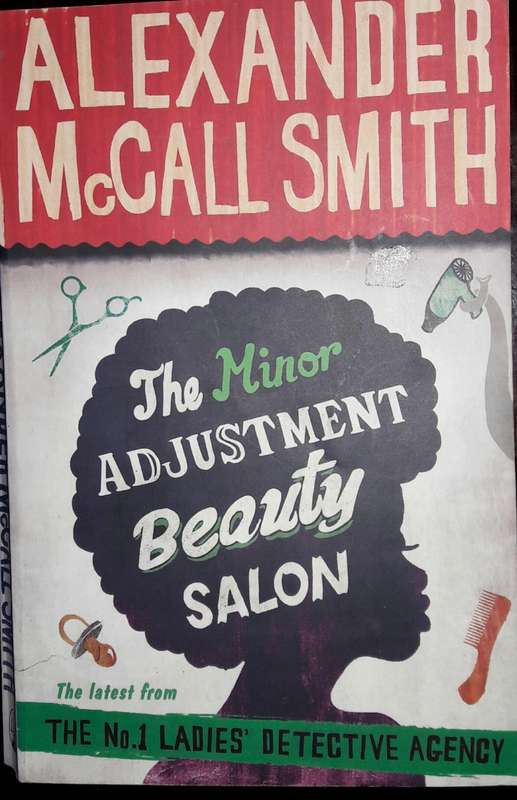 ALEXANDER
McCALL SMITH
The Minor
ADJUSTMENT
Beauty
SALON
The latest from
THE No.1 LADIES' DETECTIVE AGENCY